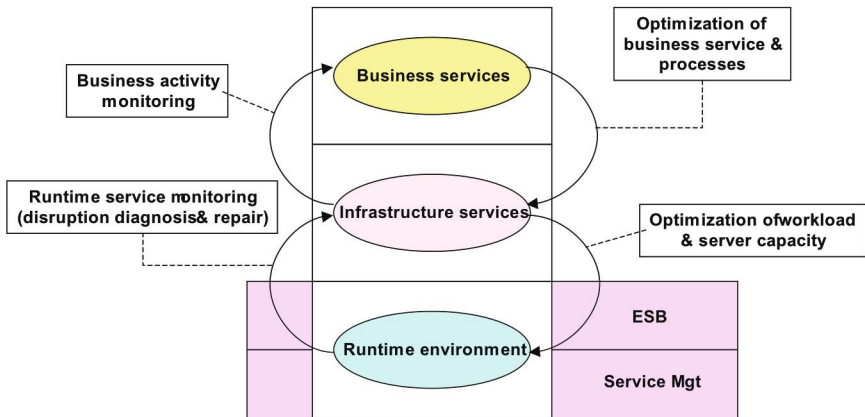 Optimization of
business service &
processes
Business services
Business activity
monitoring
Runtime service monitoring
(disruption diagnosis& repair)
Infrastructure services
Optimization ofworkload
& server capacity
ESB
Runtime environment
Service Mgt